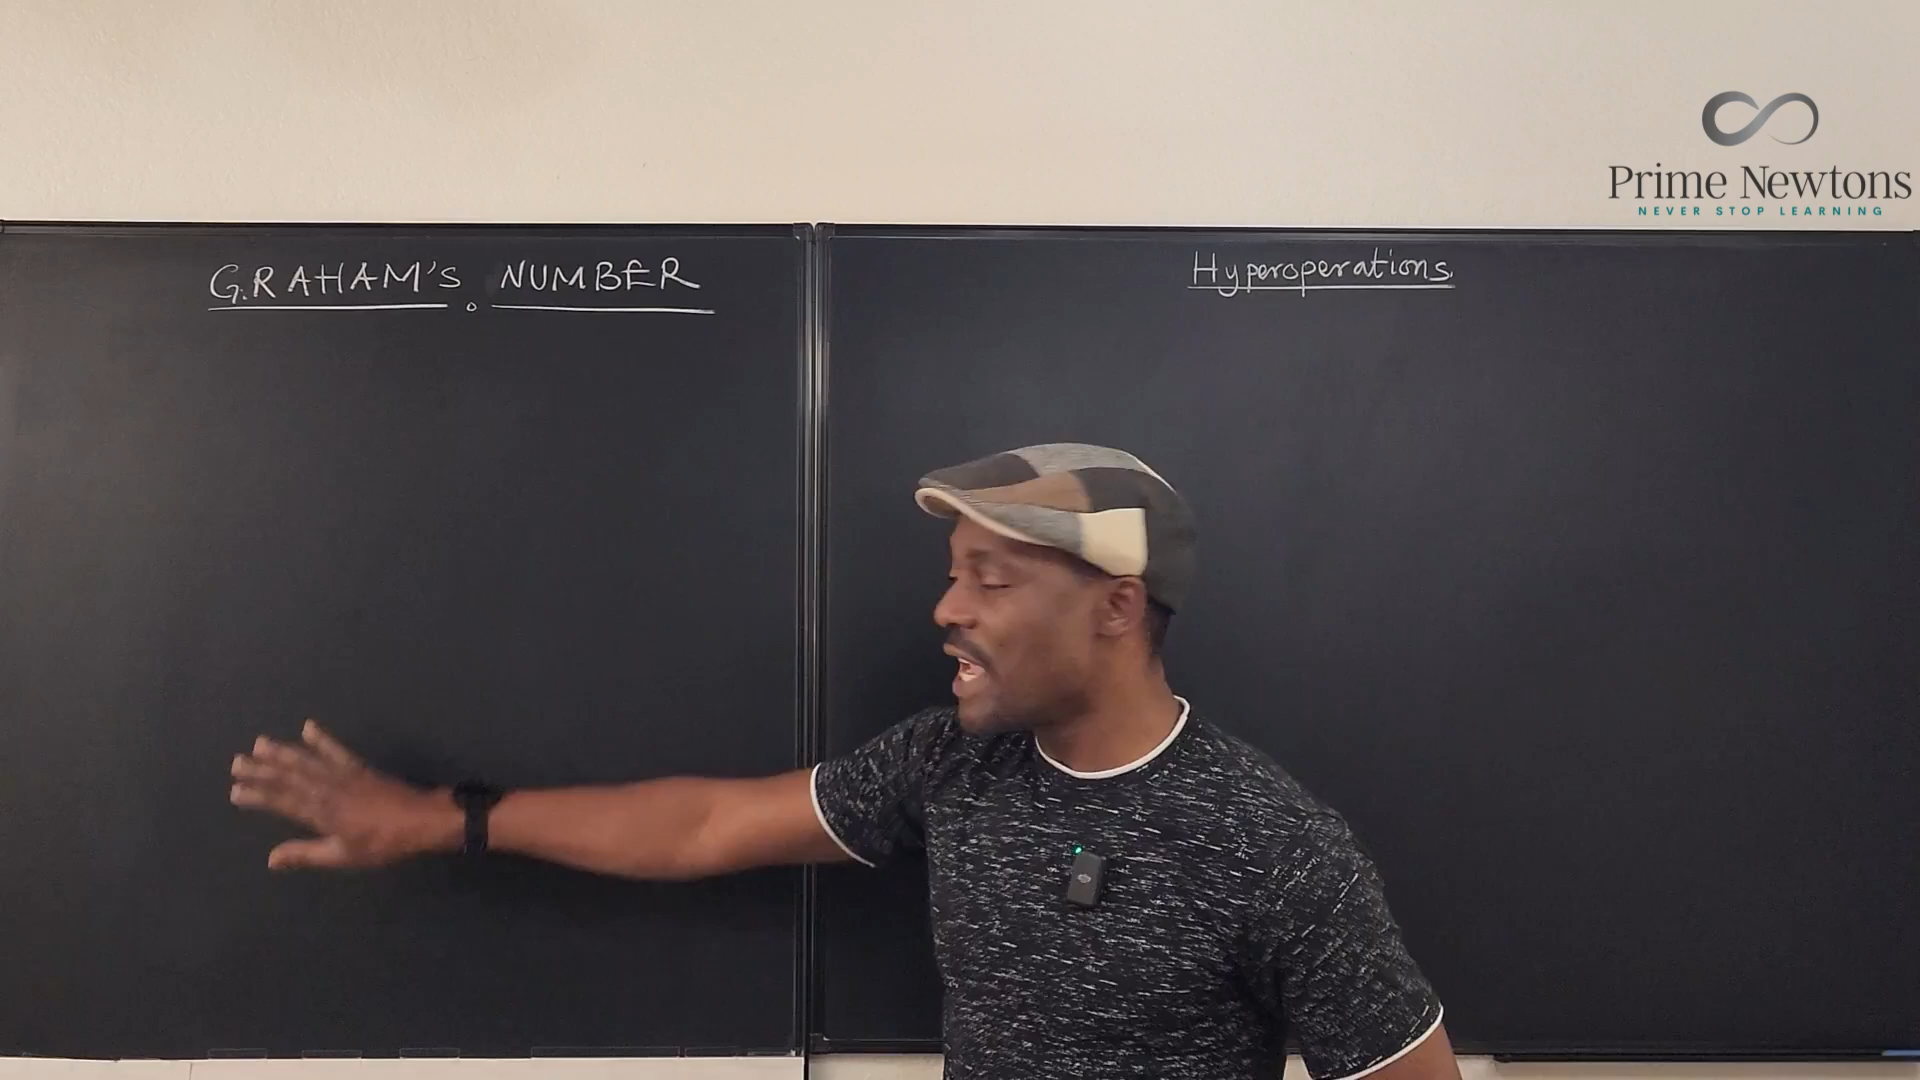 GRAHAM'S NUMBER
Hyperoperations
Prime Newtons
NEVER STOP LEARNING